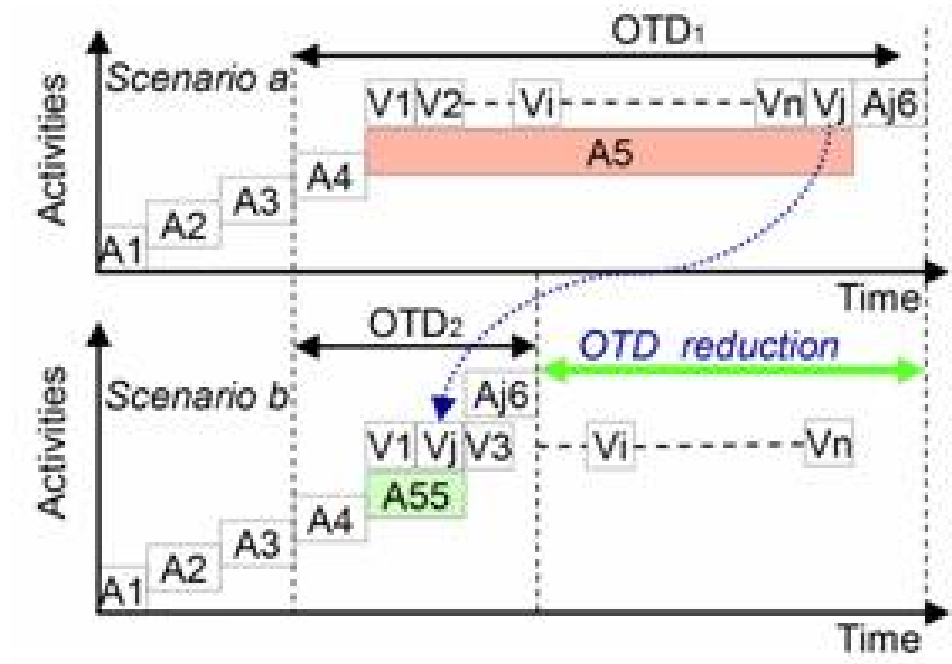 OTD₁
Scenario a
V1 V2 Vi Vn Vj Aj6
A5
A4
A3
A2
A1
Activities
Time
OTD₂
OTD reduction
Scenario b
Aj6
V1 Vj V3 Vi Vn
A55
A4
A3
A2
A1
Activities
Time